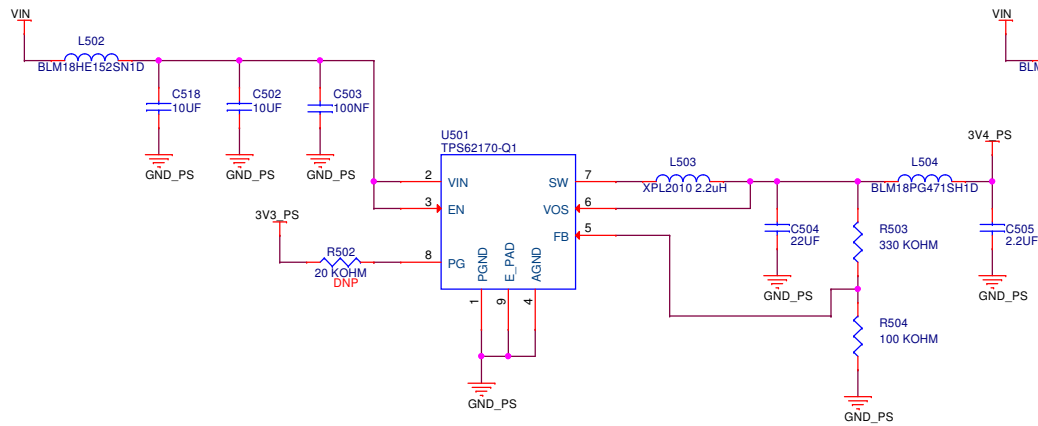 VIN
VIN
L502
BLM18HE152SN1D
BLM
C518
10UF
C502
10UF
C503
100NF
GND_PS
GND_PS
GND_PS
U501
TPS62170-Q1
2
VIN
3
EN
8
PG
SW
7
VOS
6
FB
5
PGND
E_PAD
AGND
1
9
4
GND_PS
3V3_PS
R502
20 KOHM
DNP
L503
XPL2010 2.2uH
3V4_PS
L504
BLM18PG471SH1D
C504
22UF
GND_PS
R503
330 KOHM
C505
2.2UF
GND_PS
R504
100 KOHM
GND_PS